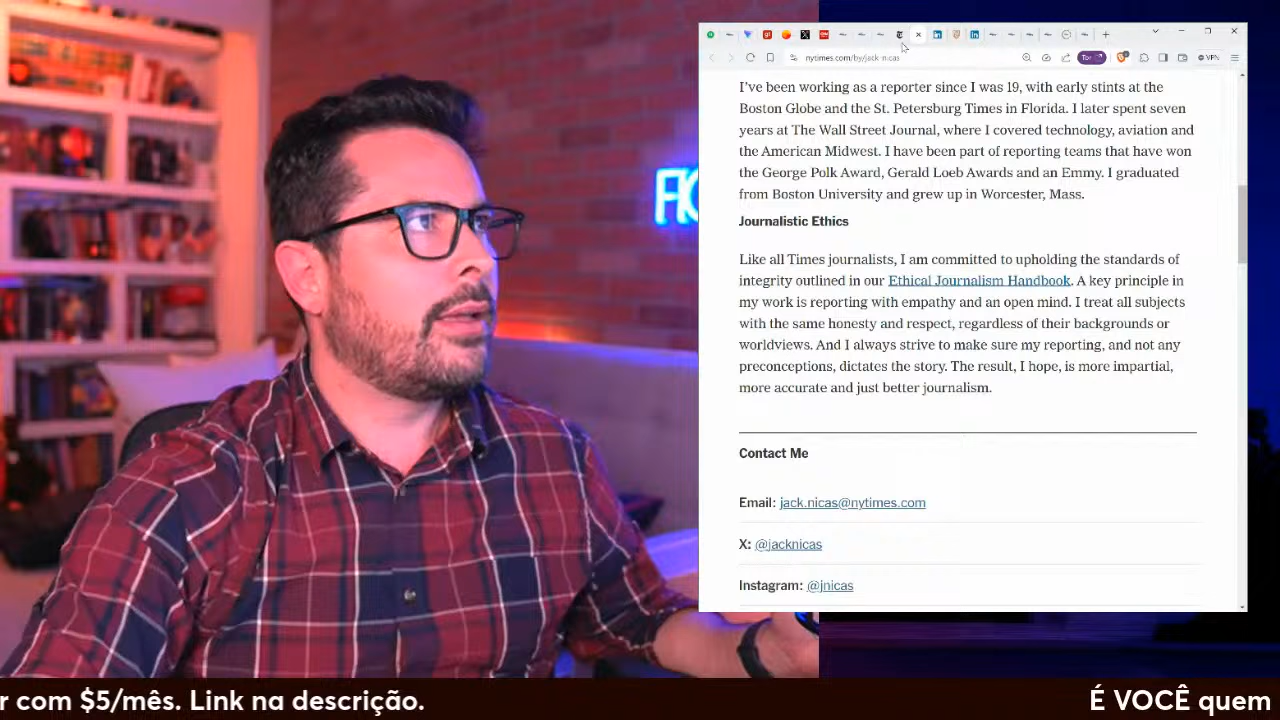 nytimes.com/by/jack-nicas
Tor
VPN
I've been working as a reporter since I was 19, with early stints at the
Boston Globe and the St. Petersburg Times in Florida. I later spent seven
years at The Wall Street Journal, where I covered technology, aviation and
the American Midwest. I have been part of reporting teams that have won
the George Polk Award, Gerald Loeb Awards and an Emmy. I graduated
from Boston University and grew up in Worcester, Mass.
Journalistic Ethics
Like all Times journalists, I am committed to upholding the standards of
integrity outlined in our Ethical Journalism Handbook. A key principle in
my work is reporting with empathy and an open mind. I treat all subjects
with the same honesty and respect, regardless of their backgrounds or
worldviews. And I always strive to make sure my reporting, and not any
preconceptions, dictates the story. The result, I hope, is more impartial,
more accurate and just better journalism.
Contact Me
Email: jack.nicas@nytimes.com
X: @jacknicas
Instagram: @jnicas
r com $5/mês. Link na descrição.
É VOCÊ quem